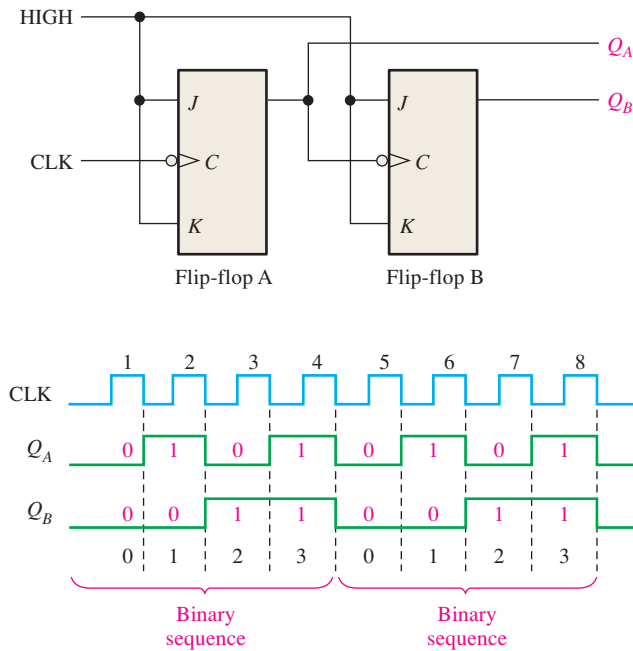 HIGH
Q_A
J J Q_B
CLK C C
K K
Flip-flop A Flip-flop B
1 2 3 4 5 6 7 8
CLK
Q_A 0 1 0 1 0 1 0 1
Q_B 0 0 1 1 0 0 1 1
0 1 2 3 0 1 2 3
Binary Binary
sequence sequence